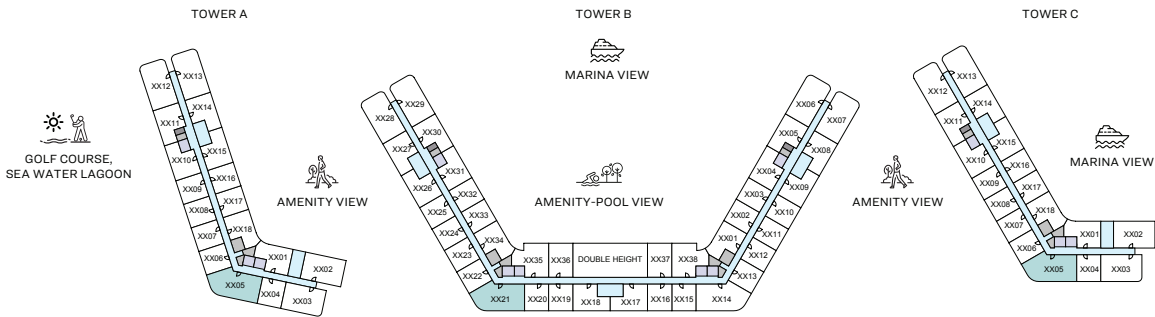 TOWER A
TOWER B
TOWER C
MARINA VIEW
GOLF COURSE,
SEA WATER LAGOON
AMENITY VIEW
AMENITY-POOL VIEW
AMENITY VIEW
MARINA VIEW
XX13
XX12
XX14
XX11
XX15
XX10
XX16
XX09
XX17
XX08
XX18
XX07
XX06
XX01
XX02
XX05
XX04
XX03
XX29
XX28
XX30
XX27
XX31
XX26
XX32
XX25
XX33
XX24
XX34
XX23
XX22
XX35
XX36
DOUBLE HEIGHT
XX37
XX38
XX21
XX20
XX19
XX18
XX17
XX16
XX15
XX14
XX06
XX07
XX05
XX08
XX04
XX09
XX03
XX10
XX02
XX11
XX01
XX12
XX13
XX13
XX12
XX14
XX11
XX15
XX10
XX16
XX09
XX17
XX08
XX18
XX07
XX06
XX01
XX02
XX05
XX04
XX03